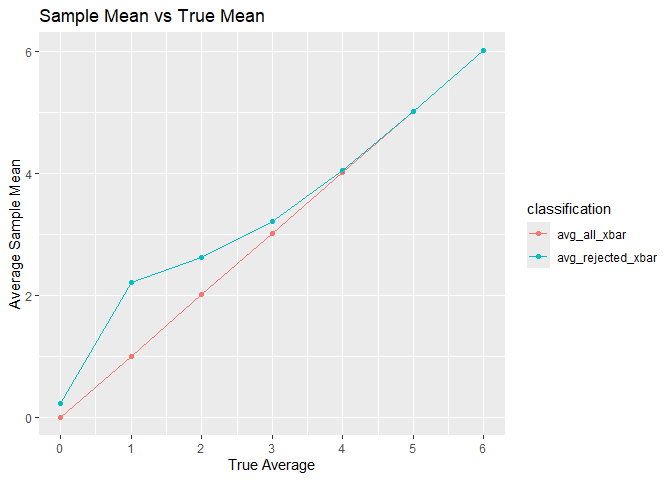 Sample Mean vs True Mean
Average Sample Mean
6
4
2
0
0 1 2 3 4 5 6
True Average
classification
avg_all_xbar
avg_rejected_xbar